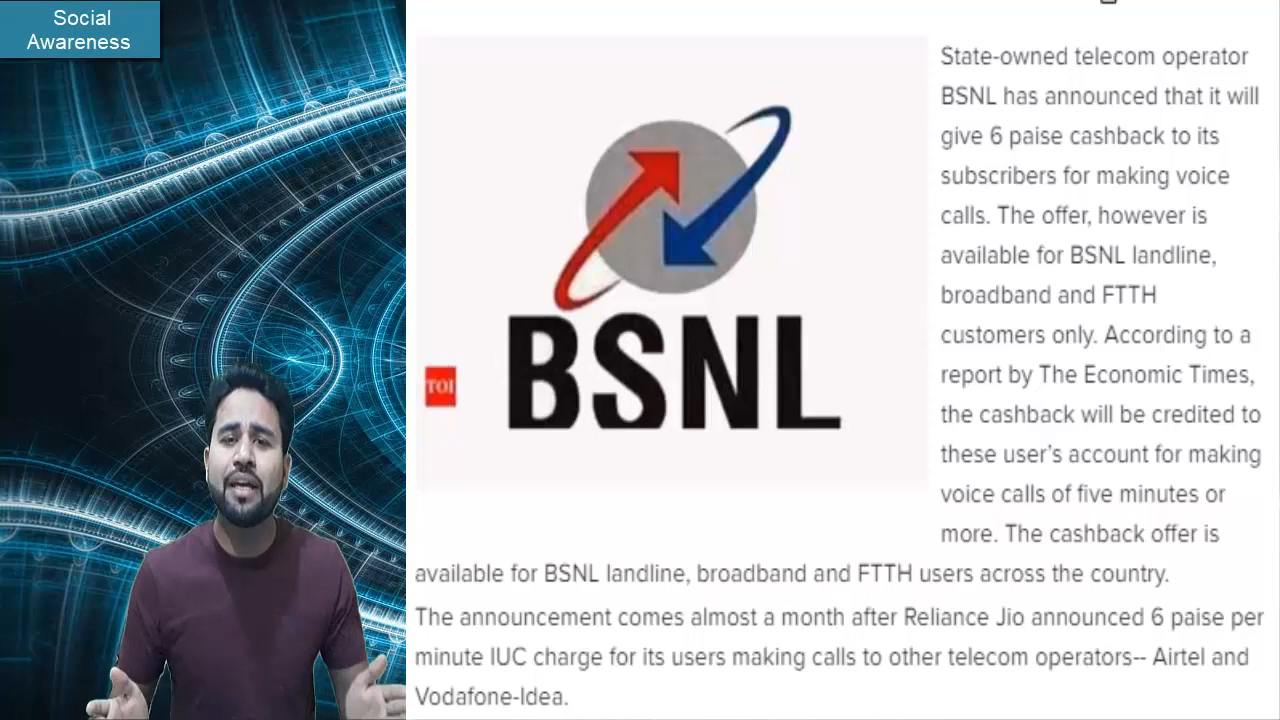 Social
Awareness
State-owned telecom operator
BSNL has announced that it will
give 6 paise cashback to its
subscribers for making voice
calls. The offer, however is
available for BSNL landline,
broadband and FTTH
customers only. According to a
report by The Economic Times,
the cashback will be credited to
these user's account for making
voice calls of five minutes or
more. The cashback offer is
available for BSNL landline, broadband and FTTH users across the country.
The announcement comes almost a month after Reliance Jio announced 6 paise per
minute IUC charge for its users making calls to other telecom operators-- Airtel and
Vodafone-Idea.
TOI
BSNL